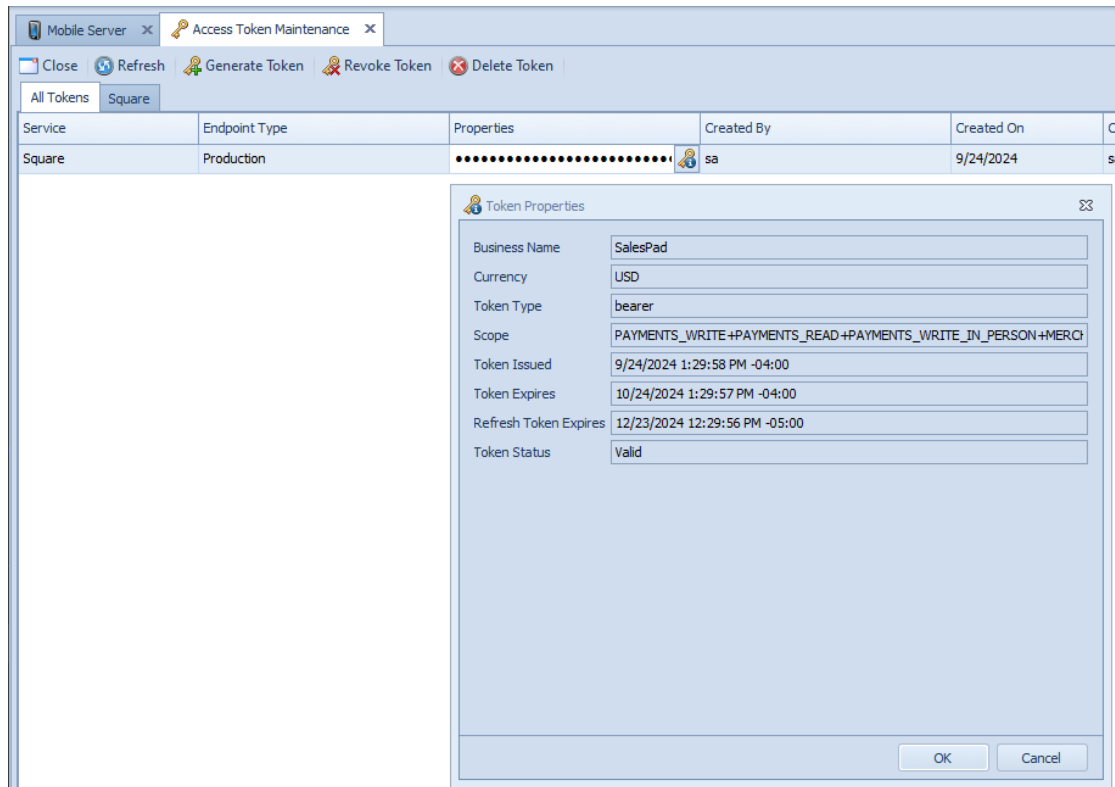 Mobile Server
Access Token Maintenance
Close Refresh Generate Token Revoke Token Delete Token
All Tokens Square
Service Endpoint Type Properties Created By Created On
Square Production sa 9/24/2024
Token Properties
Business Name SalesPad
Currency USD
Token Type bearer
Scope PAYMENTS_WRITE+PAYMENTS_READ+PAYMENTS_WRITE_IN_PERSON+MERCH
Token Issued 9/24/2024 1:29:58 PM -04:00
Token Expires 10/24/2024 1:29:57 PM -04:00
Refresh Token Expires 12/23/2024 12:29:56 PM -05:00
Token Status Valid
OK Cancel